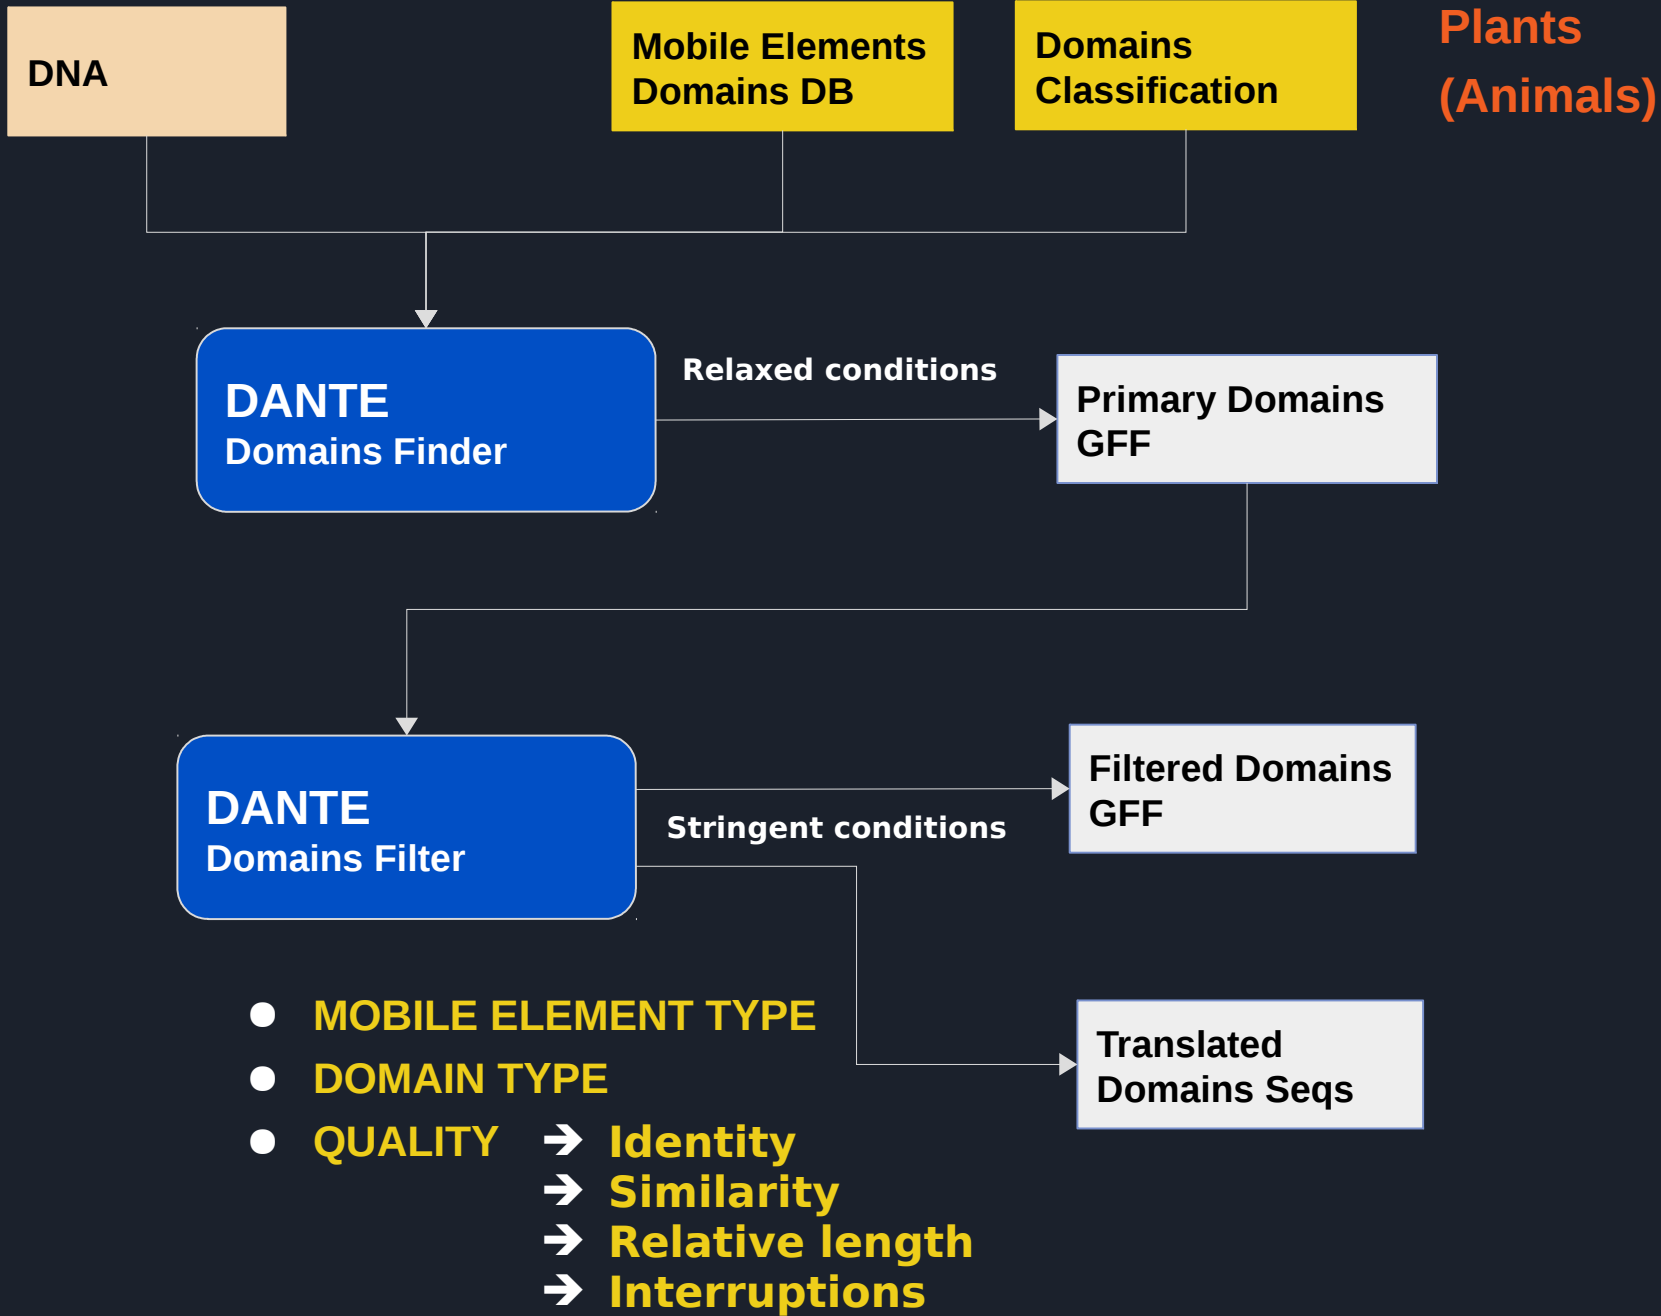 DNA
Mobile Elements
Domains DB
Domains
Classification
Plants
(Animals)
DANTE
Domains Finder
Relaxed conditions
Primary Domains
GFF
DANTE
Domains Filter
Stringent conditions
Filtered Domains
GFF
Translated
Domains Seqs
MOBILE ELEMENT TYPE
DOMAIN TYPE
QUALITY
Identity
Similarity
Relative length
Interruptions